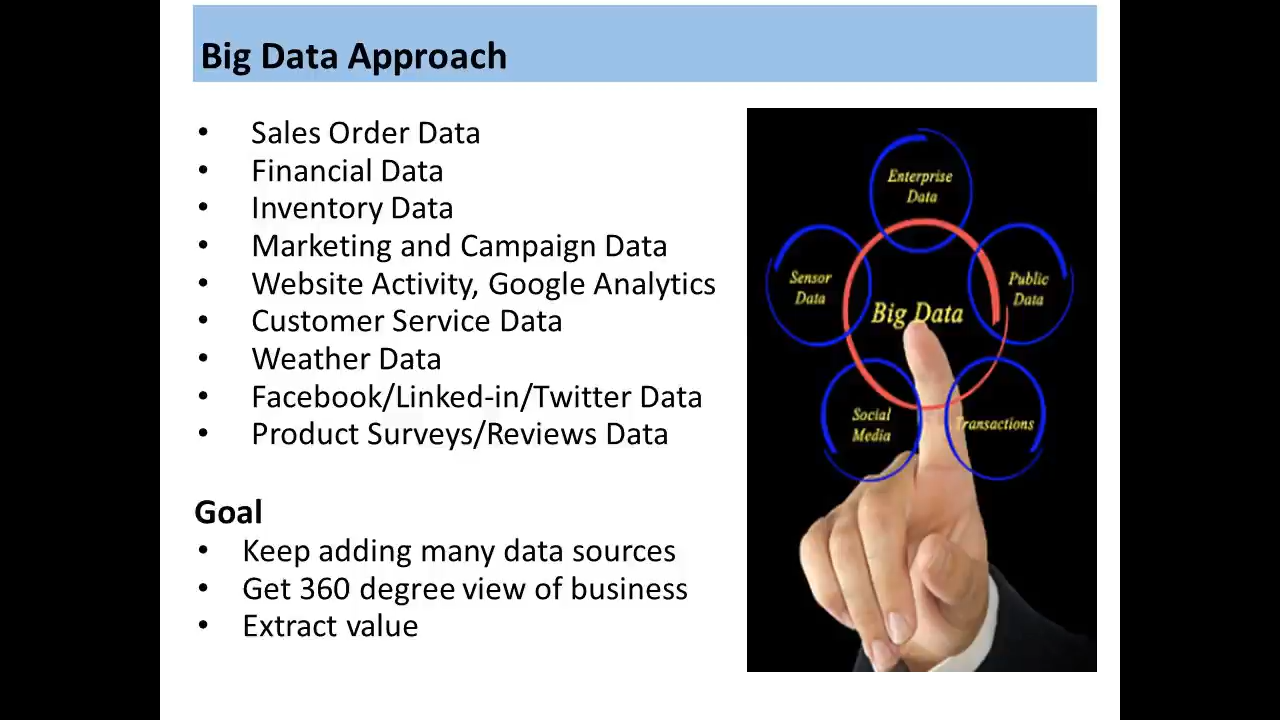 Big Data Approach
• Sales Order Data
• Financial Data
• Inventory Data
• Marketing and Campaign Data
• Website Activity, Google Analytics
• Customer Service Data
• Weather Data
• Facebook/Linked-in/Twitter Data
• Product Surveys/Reviews Data
Goal
• Keep adding many data sources
• Get 360 degree view of business
• Extract value
Enterprise
Data
Sensor
Data
Public
Data
Big Data
Social
Media
Transactions